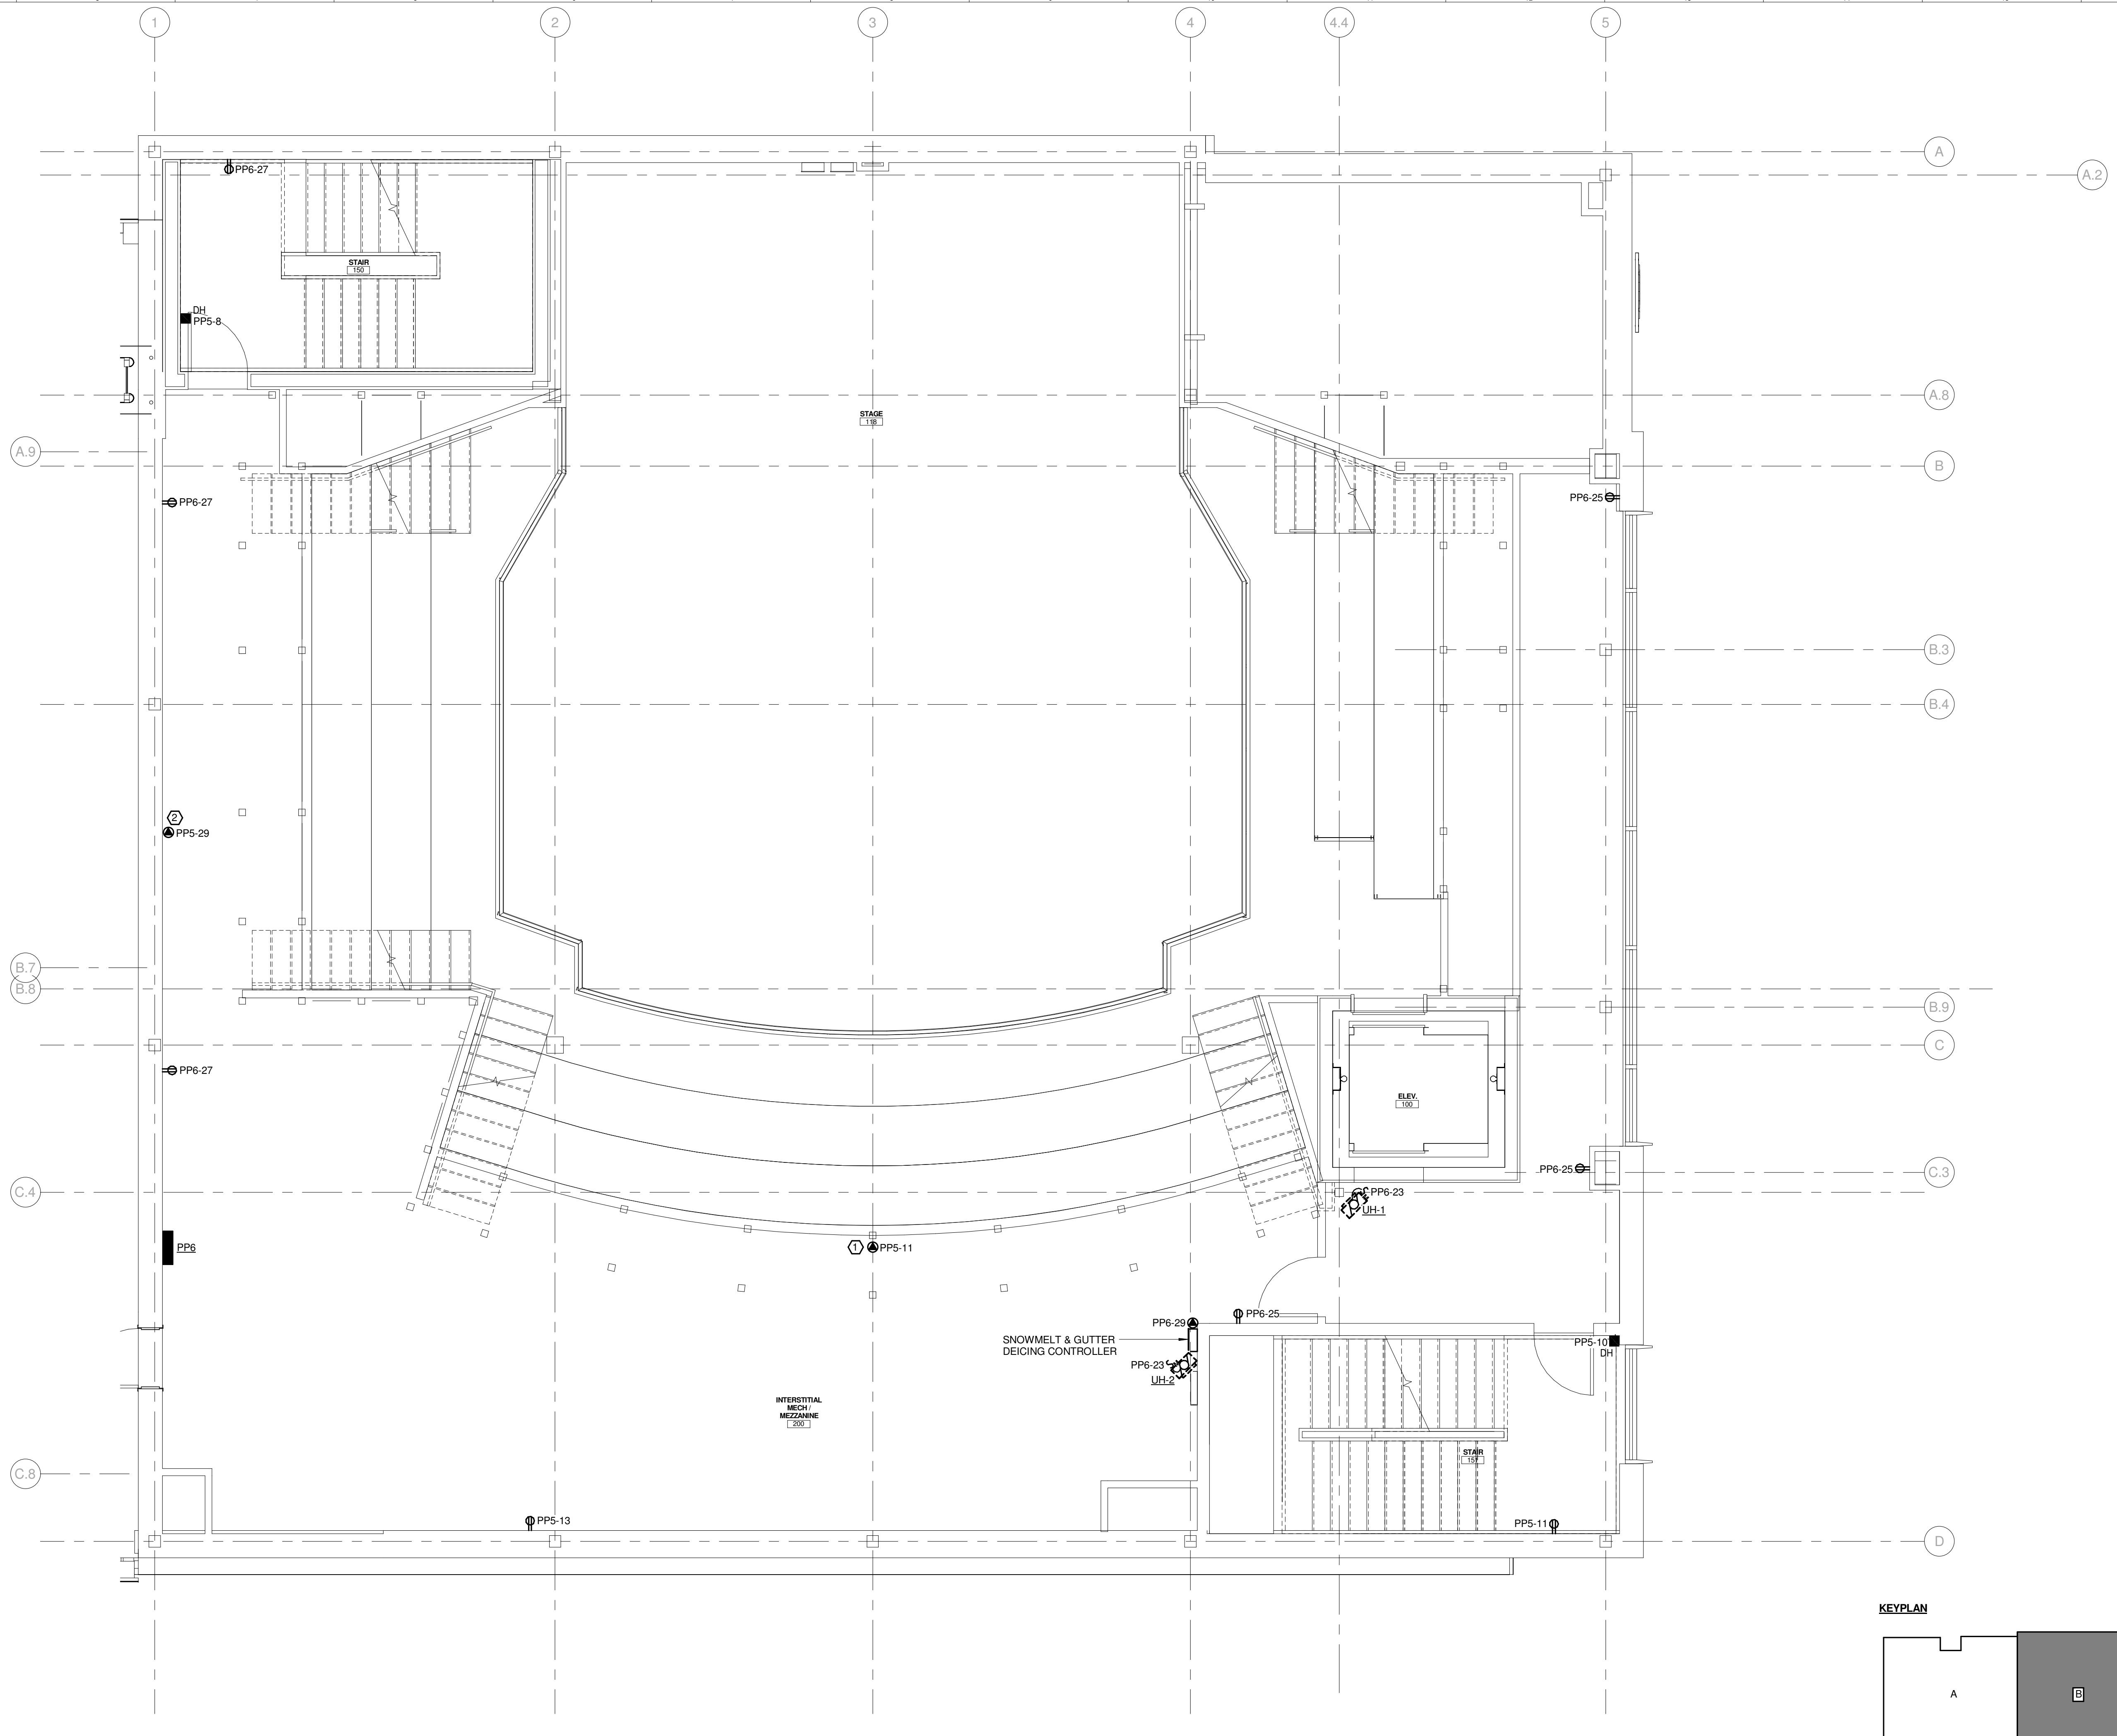 1
2
3
4
4.4
5
A
A.2
PP6-27
STAIR
150
DH
PP5-8
A.8
STAGE
118
A.9
B
PP6-27
PP6-25
B.3
B.4
2
PP5-29
B.7
B.8
B.9
C
PP6-27
ELEV.
100
PP6-25
C.3
C.4
PP6-23
UH-1
PP6
1
PP5-11
PP6-25
PP6-29
SNOWMELT & GUTTER
DEICING CONTROLLER
PP5-10
DH
PP6-23
UH-2
INTERSTITIAL
MECH /
MEZZANINE
200
STAIR
157
C.8
PP5-13
PP5-11
D
KEYPLAN
A
B